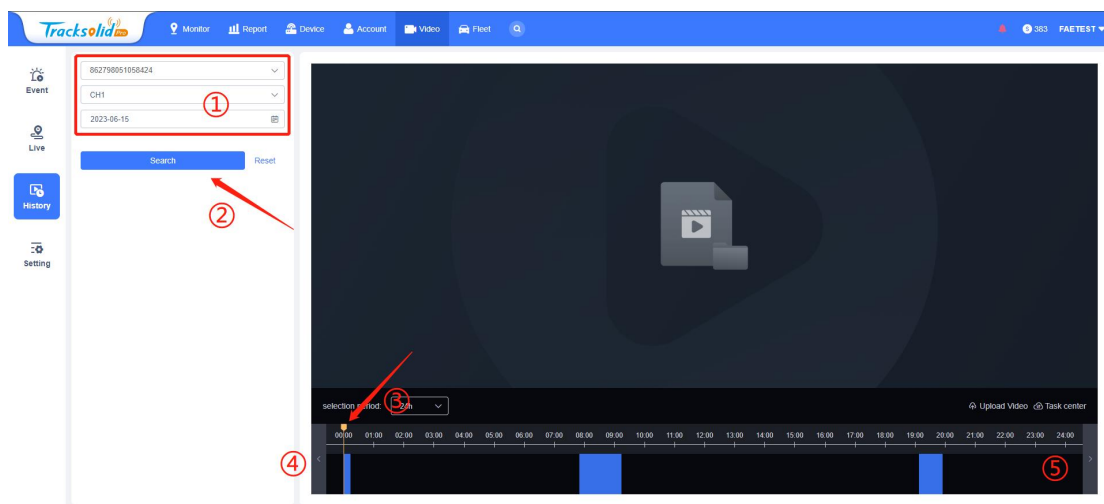 Tracksolid Pro
Monitor Report Device Account Video Fleet 383 FAETEST
Event
Live
History
Setting
862798051058424
CH1
2023-06-15
①
Search Reset
②
③
selection period: 24h
Upload Video Task center
00:00 01:00 02:00 03:00 04:00 05:00 06:00 07:00 08:00 09:00 10:00 11:00 12:00 13:00 14:00 15:00 16:00 17:00 18:00 19:00 20:00 21:00 22:00 23:00 24:00
④
⑤